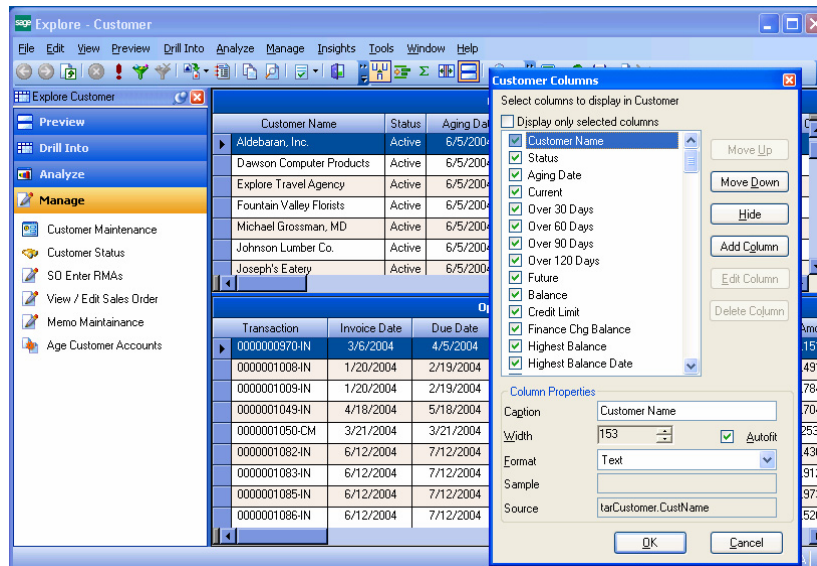 sage Explore - Customer
File Edit View Preview Drill Into Analyze Manage Insights Tools Window Help
Explore Customer
Preview
Drill Into
Analyze
Manage
Customer Maintenance
Customer Status
SO Enter RMAs
View / Edit Sales Order
Memo Maintainance
Age Customer Accounts
Customer Name Status Aging Dat
Aldebaran, Inc. Active 6/5/2004
Dawson Computer Products Active 6/5/2004
Explore Travel Agency Active 6/5/2004
Fountain Valley Florists Active 6/5/2004
Michael Grossman, MD Active 6/5/2004
Johnson Lumber Co. Active 6/5/2004
Joseph's Eatery Active 6/5/2004
Transaction Invoice Date Due Date
0000000970-IN 3/6/2004 4/5/2004
0000001008-IN 1/20/2004 2/19/2004
0000001009-IN 1/20/2004 2/19/2004
0000001049-IN 4/18/2004 5/18/2004
0000001050-CM 3/21/2004 3/21/2004
0000001082-IN 6/12/2004 7/12/2004
0000001083-IN 6/12/2004 7/12/2004
0000001085-IN 6/12/2004 7/12/2004
0000001086-IN 6/12/2004 7/12/2004
Customer Columns
Select columns to display in Customer
Display only selected columns
Customer Name
Status
Aging Date
Current
Over 30 Days
Over 60 Days
Over 90 Days
Over 120 Days
Future
Balance
Credit Limit
Finance Chg Balance
Highest Balance
Highest Balance Date
Move Up
Move Down
Hide
Add Column
Edit Column
Delete Column
Column Properties
Caption Customer Name
Width 153 Autofit
Format Text
Sample
Source tarCustomer.CustName
OK Cancel